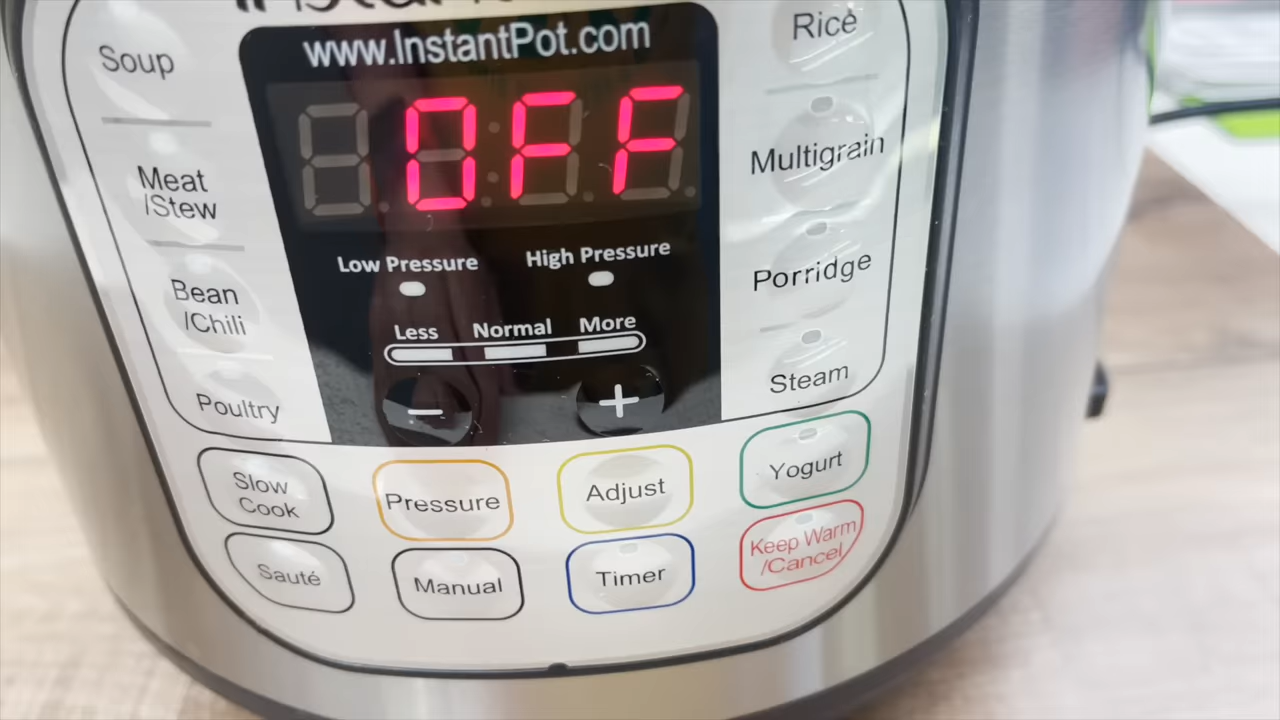 www.InstantPot.com
OFF
Low Pressure
High Pressure
Less Normal More
- +
Soup
Meat
/Stew
Bean
/Chili
Poultry
Rice
Multigrain
Porridge
Steam
Slow
Cook
Pressure
Adjust
Yogurt
Sauté
Manual
Timer
Keep Warm
/Cancel